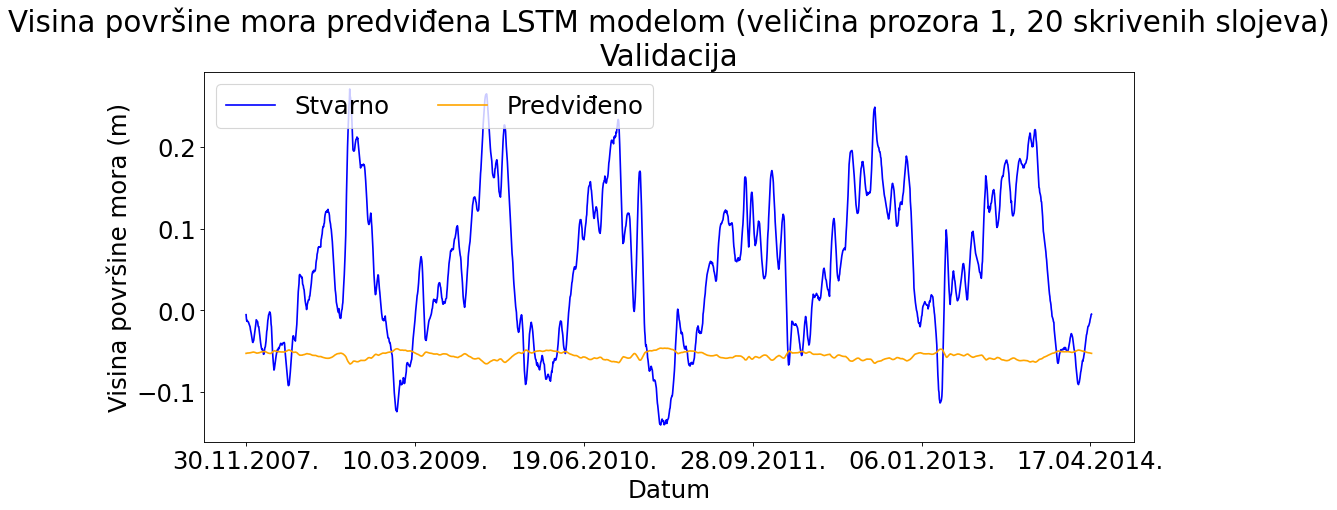 Visina površine mora predviđena LSTM modelom (veličina prozora 1, 20 skrivenih slojeva)
Validacija
Stvarno
Predviđeno
Visina površine mora (m)
0.2
0.1
0.0
−0.1
30.11.2007.
10.03.2009.
19.06.2010.
28.09.2011.
06.01.2013.
17.04.2014.
Datum